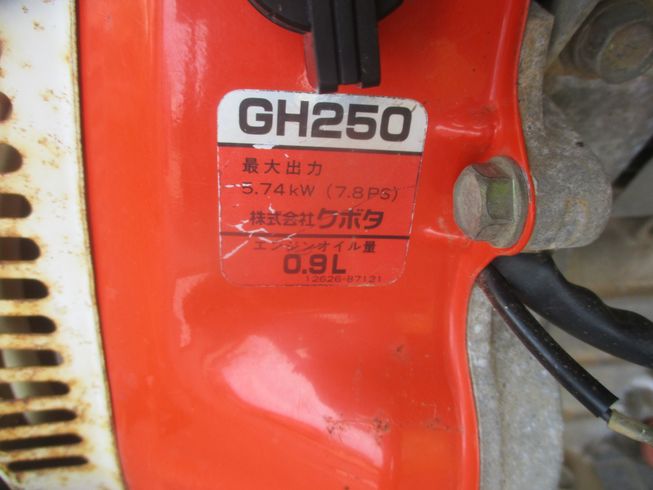 GH250
最大出力
5.74kW (7.8PS)
株式会社クボタ
エンジンオイル量
0.9L
12626-87121